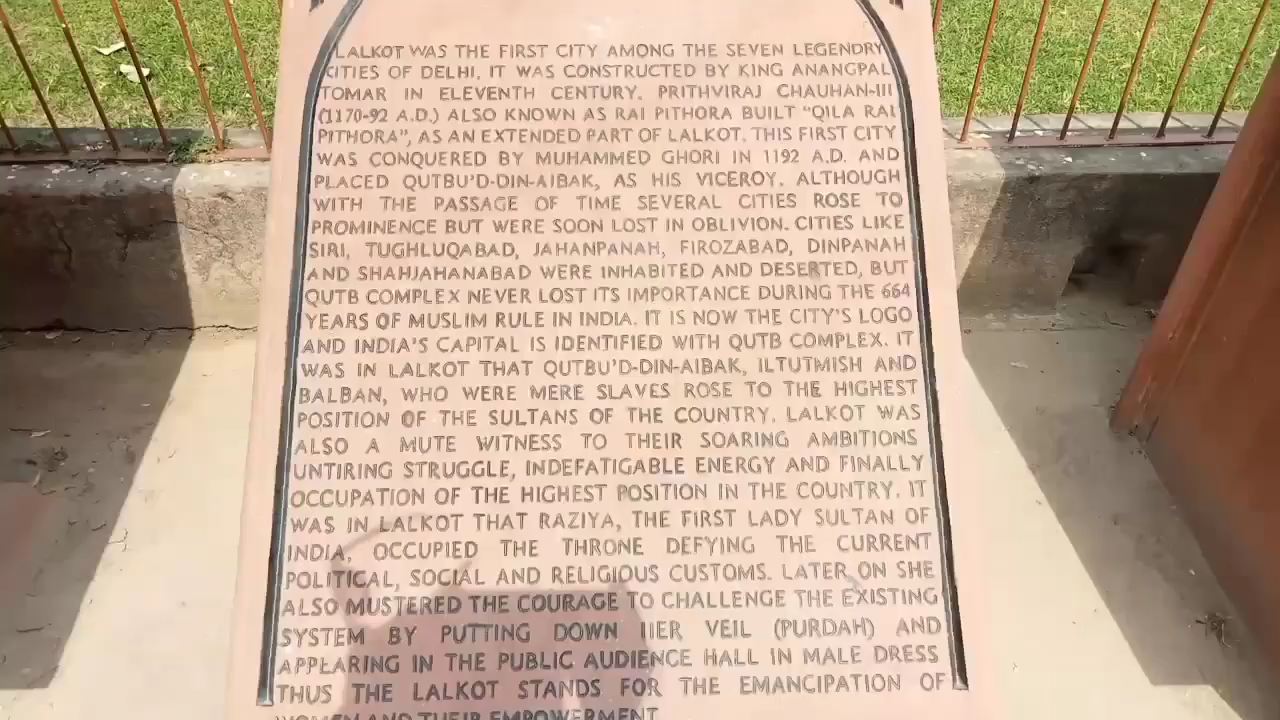 LALKOT WAS THE FIRST CITY AMONG THE SEVEN LEGENDRY
CITIES OF DELHI. IT WAS CONSTRUCTED BY KING ANANGPAL
TOMAR IN ELEVENTH CENTURY. PRITHVIRAJ CHAUHAN-III
(1170-92 A.D.) ALSO KNOWN AS RAI PITHORA BUILT "QILA RAI
PITHORA", AS AN EXTENDED PART OF LALKOT. THIS FIRST CITY
WAS CONQUERED BY MUHAMMED GHORI IN 1192 A.D. AND
PLACED QUTBU'D-DIN-AIBAK, AS HIS VICEROY. ALTHOUGH
WITH THE PASSAGE OF TIME SEVERAL CITIES ROSE TO
PROMINENCE BUT WERE SOON LOST IN OBLIVION. CITIES LIKE
SIRI, TUGHLUQABAD, JAHANPANAH, FIROZABAD, DINPANAH
AND SHAHJAHANABAD WERE INHABITED AND DESERTED, BUT
QUTB COMPLEX NEVER LOST ITS IMPORTANCE DURING THE 664
YEARS OF MUSLIM RULE IN INDIA. IT IS NOW THE CITY'S LOGO
AND INDIA'S CAPITAL IS IDENTIFIED WITH QUTB COMPLEX. IT
WAS IN LALKOT THAT QUTBU'D-DIN-AIBAK, ILTUTMISH AND
BALBAN, WHO WERE MERE SLAVES ROSE TO THE HIGHEST
POSITION OF THE SULTANS OF THE COUNTRY. LALKOT WAS
ALSO A MUTE WITNESS TO THEIR SOARING AMBITIONS
UNTIRING STRUGGLE, INDEFATIGABLE ENERGY AND FINALLY
OCCUPATION OF THE HIGHEST POSITION IN THE COUNTRY. IT
WAS IN LALKOT THAT RAZIYA, THE FIRST LADY SULTAN OF
INDIA, OCCUPIED THE THRONE DEFYING THE CURRENT
POLITICAL, SOCIAL AND RELIGIOUS CUSTOMS. LATER ON SHE
ALSO MUSTERED THE COURAGE TO CHALLENGE THE EXISTING
SYSTEM BY PUTTING DOWN HER VEIL (PURDAH) AND
APPEARING IN THE PUBLIC AUDIENCE HALL IN MALE DRESS
THUS THE LALKOT STANDS FOR THE EMANCIPATION OF
WOMEN AND THEIR EMPOWERMENT